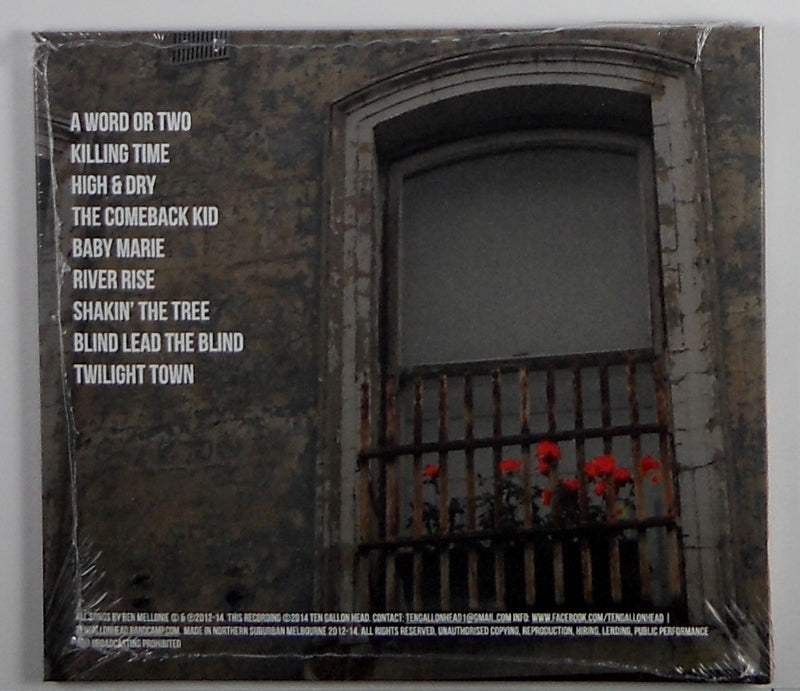 A WORD OR TWO
KILLING TIME
HIGH & DRY
THE COMEBACK KID
BABY MARIE
RIVER RISE
SHAKIN' THE TREE
BLIND LEAD THE BLIND
TWILIGHT TOWN
ALL SONGS BY BEN MELLONIE © & ℗2012-14. THIS RECORDING ©2014 TEN GALLON HEAD. CONTACT: TENGALLONHEAD1@GMAIL.COM INFO: WWW.FACEBOOK.COM/TENGALLONHEAD |
TENGALLONHEAD.BANDCAMP.COM. MADE IN NORTHERN SUBURBAN MELBOURNE 2012-14. ALL RIGHTS RESERVED, UNAUTHORISED COPYING, REPRODUCTION, HIRING, LENDING, PUBLIC PERFORMANCE
AND BROADCASTING PROHIBITED